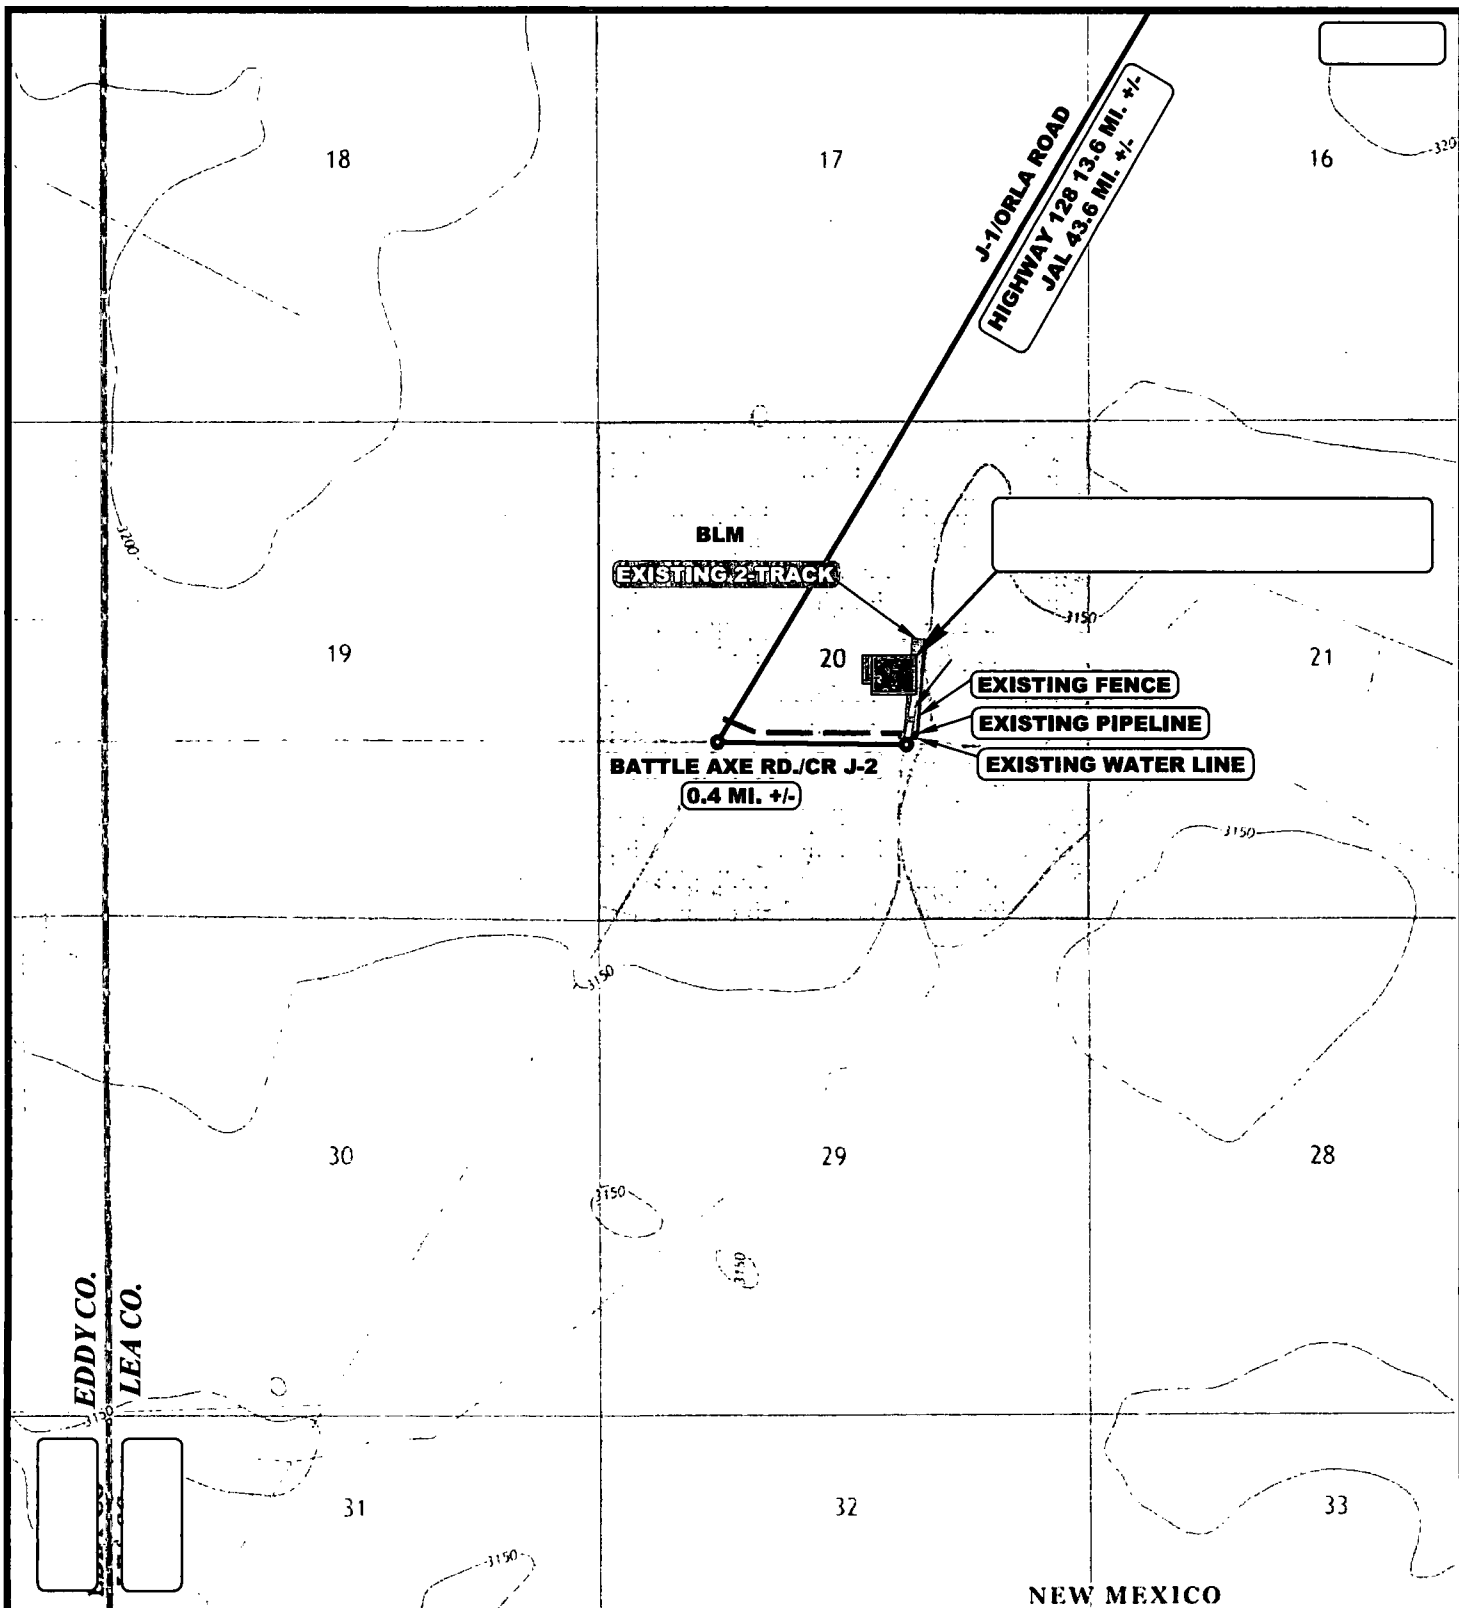 18
17
16
320
J-1/ORLA ROAD
HIGHWAY 128 13.6 MI. +/-
JAL 43.6 MI. +/-
3200
BLM
EXISTING 2-TRACK
3150
19
20
21
EXISTING FENCE
EXISTING PIPELINE
EXISTING WATER LINE
BATTLE AXE RD./CR J-2
0.4 MI. +/-
3150
3150
30
29
28
3150
3150
EDDY CO.
LEA CO.
3150
31
32
33
3150
NEW MEXICO